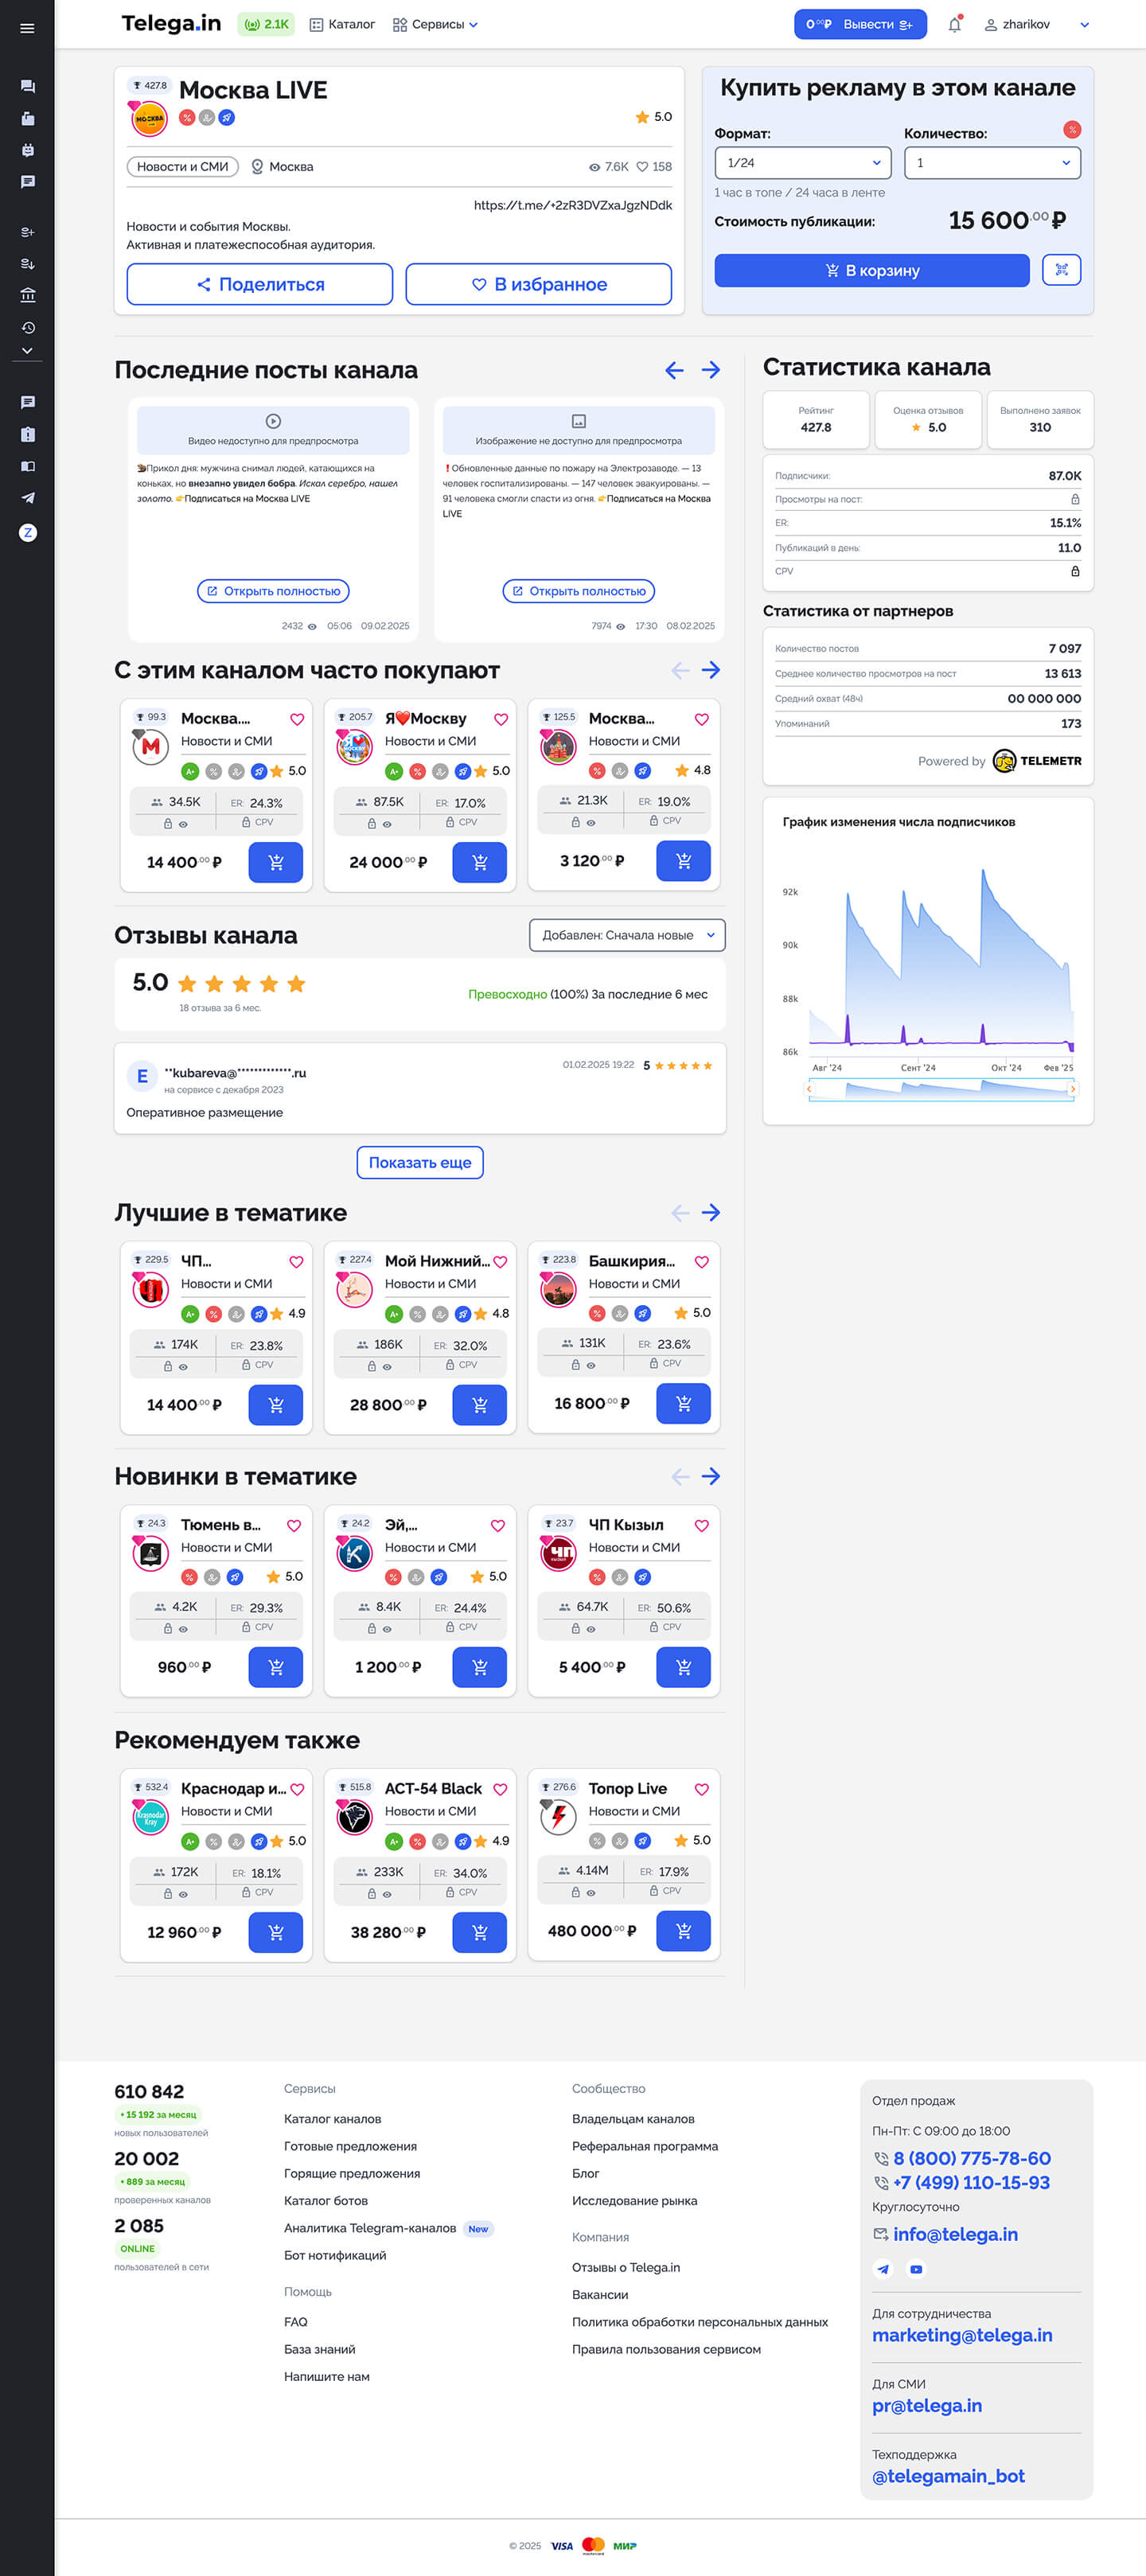 Telega.in
2.1K
Каталог
Сервисы
0.00₽ Вывести
zharikov
427.8
Москва LIVE
МОСКВА
5.0
Новости и СМИ
Москва
7.6K 158
https://t.me/+2zR3DVZxaJgzNDdk
Новости и события Москвы.
Активная и платежеспособная аудитория.
Поделиться
В избранное
Купить рекламу в этом канале
Формат:
Количество:
1/24
1
1 час в топе / 24 часа в ленте
Стоимость публикации:
15 600.00 ₽
В корзину
Z
Последние посты канала
Видео недоступно для предпросмотра
Прикол дня: мужчина снимал людей, катающихся на
коньках, но внезапно увидел бобра. Искал серебро, нашел
золото. 👉Подписаться на Москва LIVE
Открыть полностью
2432 05:06 09.02.2025
Изображение не доступно для предпросмотра
❗Обновленные данные по пожару на Электрозаводе. — 13
человек госпитализированы. — 147 человек эвакуированы. —
91 человека смогли спасти из огня. 👉Подписаться на Москва
LIVE
Открыть полностью
7974 17:30 08.02.2025
С этим каналом часто покупают
99.3
Москва....
Новости и СМИ
A+ % 5.0
34.5K ER: 24.3%
CPV
14 400.00 ₽
205.7
Я❤️Москву
Новости и СМИ
A+ % 5.0
87.5K ER: 17.0%
CPV
24 000.00 ₽
125.5
Москва...
Новости и СМИ
% 4.8
21.3K ER: 19.0%
CPV
3 120.00 ₽
Отзывы канала
Добавлен: Сначала новые
5.0
18 отзыва за 6 мес.
Превосходно (100%) За последние 6 мес
E
**kubareva@*************.ru
на сервисе с декабря 2023
01.02.2025 19:22 5
Оперативное размещение
Показать еще
Лучшие в тематике
229.5
ЧП...
Новости и СМИ
A+ % 4.9
174K ER: 23.8%
CPV
14 400.00 ₽
227.4
Мой Нижний...
Новости и СМИ
A+ % 4.8
186K ER: 32.0%
CPV
28 800.00 ₽
223.8
Башкирия...
Новости и СМИ
% 5.0
131K ER: 23.6%
CPV
16 800.00 ₽
Новинки в тематике
24.3
Тюмень в...
Новости и СМИ
% 5.0
4.2K ER: 29.3%
CPV
960.00 ₽
24.2
Эй,...
Новости и СМИ
% 5.0
8.4K ER: 24.4%
CPV
1 200.00 ₽
23.7
ЧП Кызыл
ЧП
КЫЗЫЛ
Новости и СМИ
%
64.7K ER: 50.6%
CPV
5 400.00 ₽
Рекомендуем также
532.4
Краснодар и...
Krasnodar
Kray
Новости и СМИ
A+ % 5.0
172K ER: 18.1%
CPV
12 960.00 ₽
515.8
АСТ-54 Black
Новости и СМИ
A+ % 4.9
233K ER: 34.0%
CPV
38 280.00 ₽
276.6
Топор Live
Новости и СМИ
% 5.0
4.14M ER: 17.9%
CPV
480 000.00 ₽
Статистика канала
Рейтинг
427.8
Оценка отзывов
5.0
Выполнено заявок
310
Подписчики: 87.0K
Просмотры на пост:
ER: 15.1%
Публикаций в день: 11.0
CPV
Статистика от партнеров
Количество постов 7 097
Среднее количество просмотров на пост 13 613
Средний охват (48ч) 00 000 000
Упоминаний 173
Powered by TELEMETR
График изменения числа подписчиков
92k
90k
88k
86k
Авг '24 Сент '24 Окт '24 Фев '25
610 842
+ 15 192 за месяц
новых пользователей
20 002
+ 889 за месяц
проверенных каналов
2 085
ONLINE
пользователей в сети
Сервисы
Каталог каналов
Готовые предложения
Горящие предложения
Каталог ботов
Аналитика Telegram-каналов New
Бот нотификаций
Помощь
FAQ
База знаний
Напишите нам
Сообщество
Владельцам каналов
Реферальная программа
Блог
Исследование рынка
Компания
Отзывы о Telega.in
Вакансии
Политика обработки персональных данных
Правила пользования сервисом
Отдел продаж
Пн-Пт: С 09:00 до 18:00
8 (800) 775-78-60
+7 (499) 110-15-93
Круглосуточно
info@telega.in
Для сотрудничества
marketing@telega.in
Для СМИ
pr@telega.in
Техподдержка
@telegamain_bot
© 2025 VISA mastercard МИР